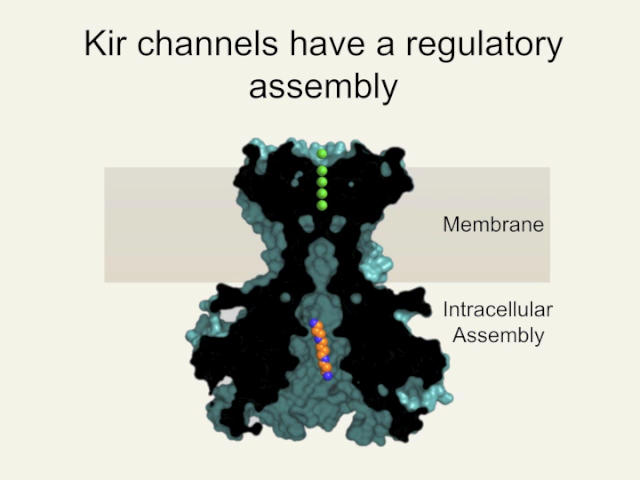 Kir channels have a regulatory
assembly
Membrane
Intracellular
Assembly